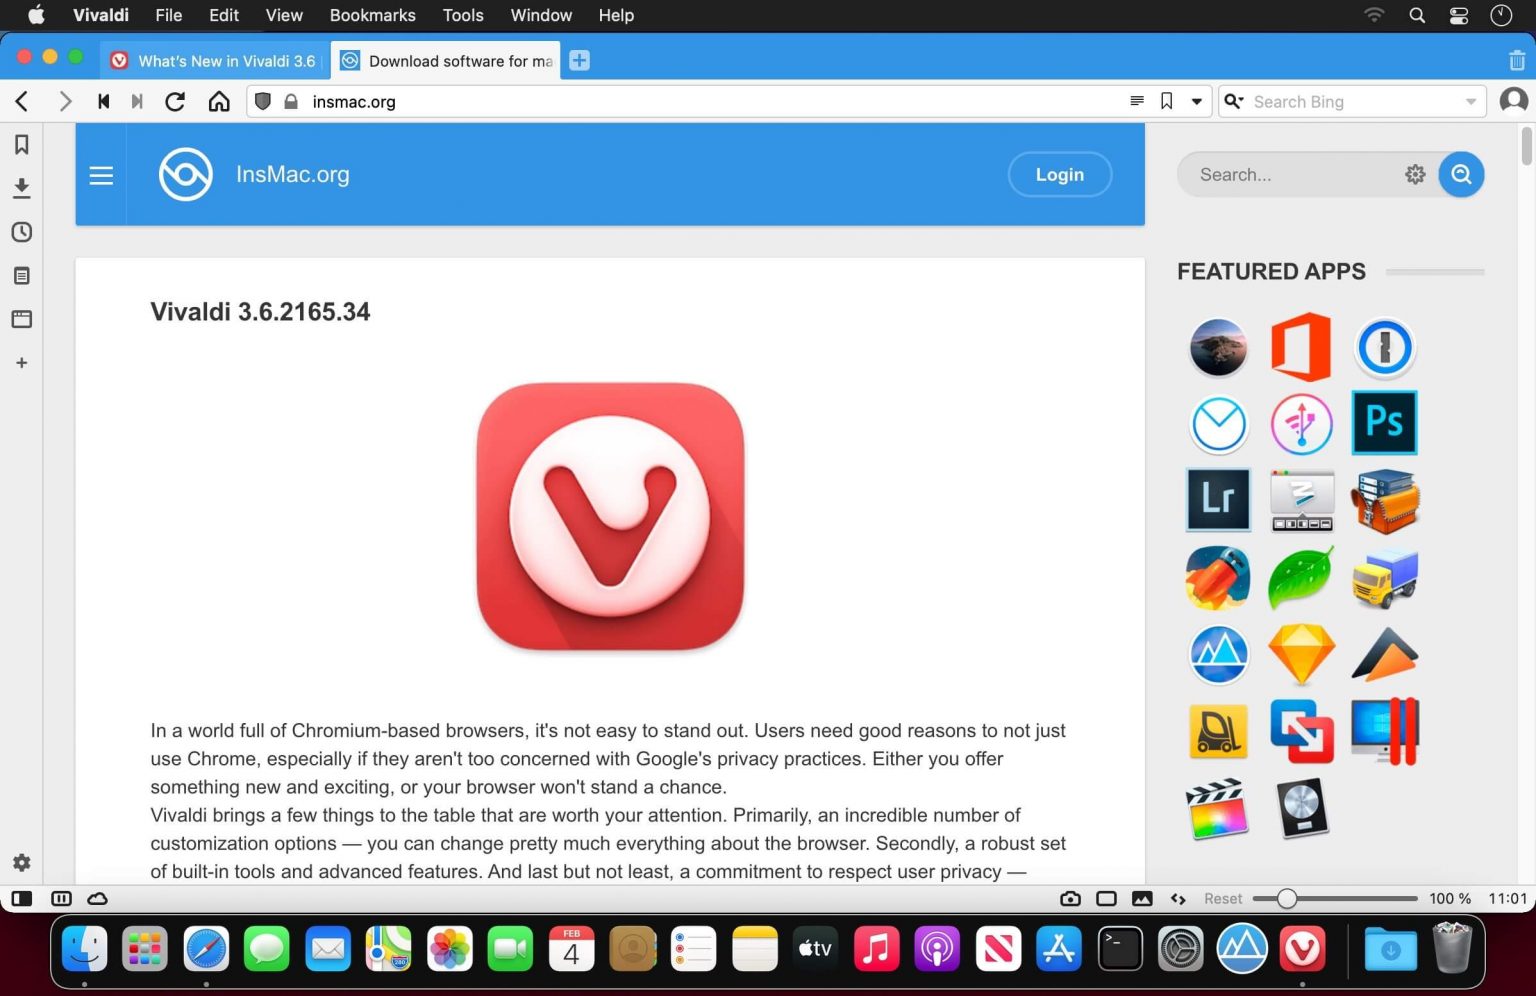 Vivaldi File Edit View Bookmarks Tools Window Help
What's New in Vivaldi 3.6
Download software for ma
insmac.org
Search Bing
InsMac.org
Login
Search...
FEATURED APPS
Vivaldi 3.6.2165.34
Ps
Lr
In a world full of Chromium-based browsers, it's not easy to stand out. Users need good reasons to not just
use Chrome, especially if they aren't too concerned with Google's privacy practices. Either you offer
something new and exciting, or your browser won't stand a chance.
Vivaldi brings a few things to the table that are worth your attention. Primarily, an incredible number of
customization options — you can change pretty much everything about the browser. Secondly, a robust set
of built-in tools and advanced features. And last but not least, a commitment to respect user privacy —
Reset
100 %
11:01
280
FEB
4
tv